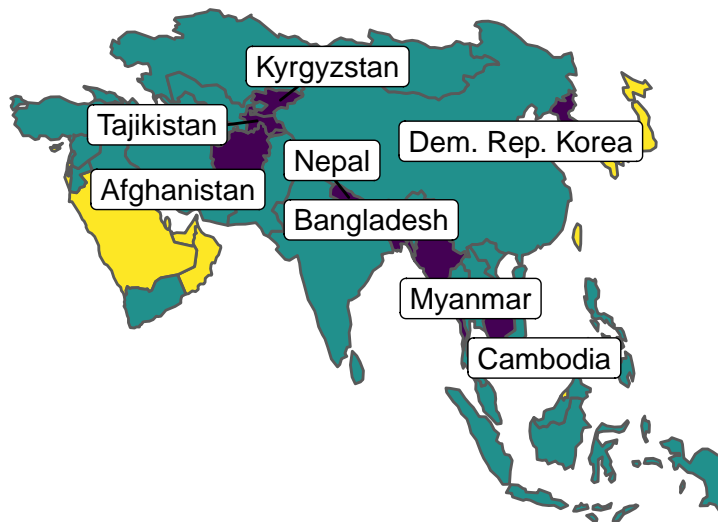 Kyrgyzstan
Tajikistan
Dem. Rep. Korea
Nepal
Afghanistan
Bangladesh
Myanmar
Cambodia